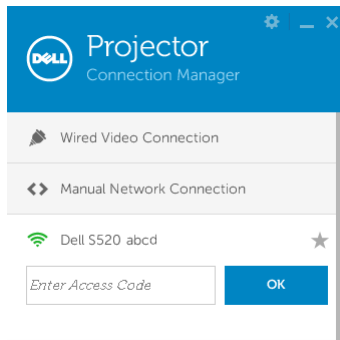 DELL
Projector
Connection Manager
Wired Video Connection
Manual Network Connection
Dell S520 abcd
Enter Access Code
OK